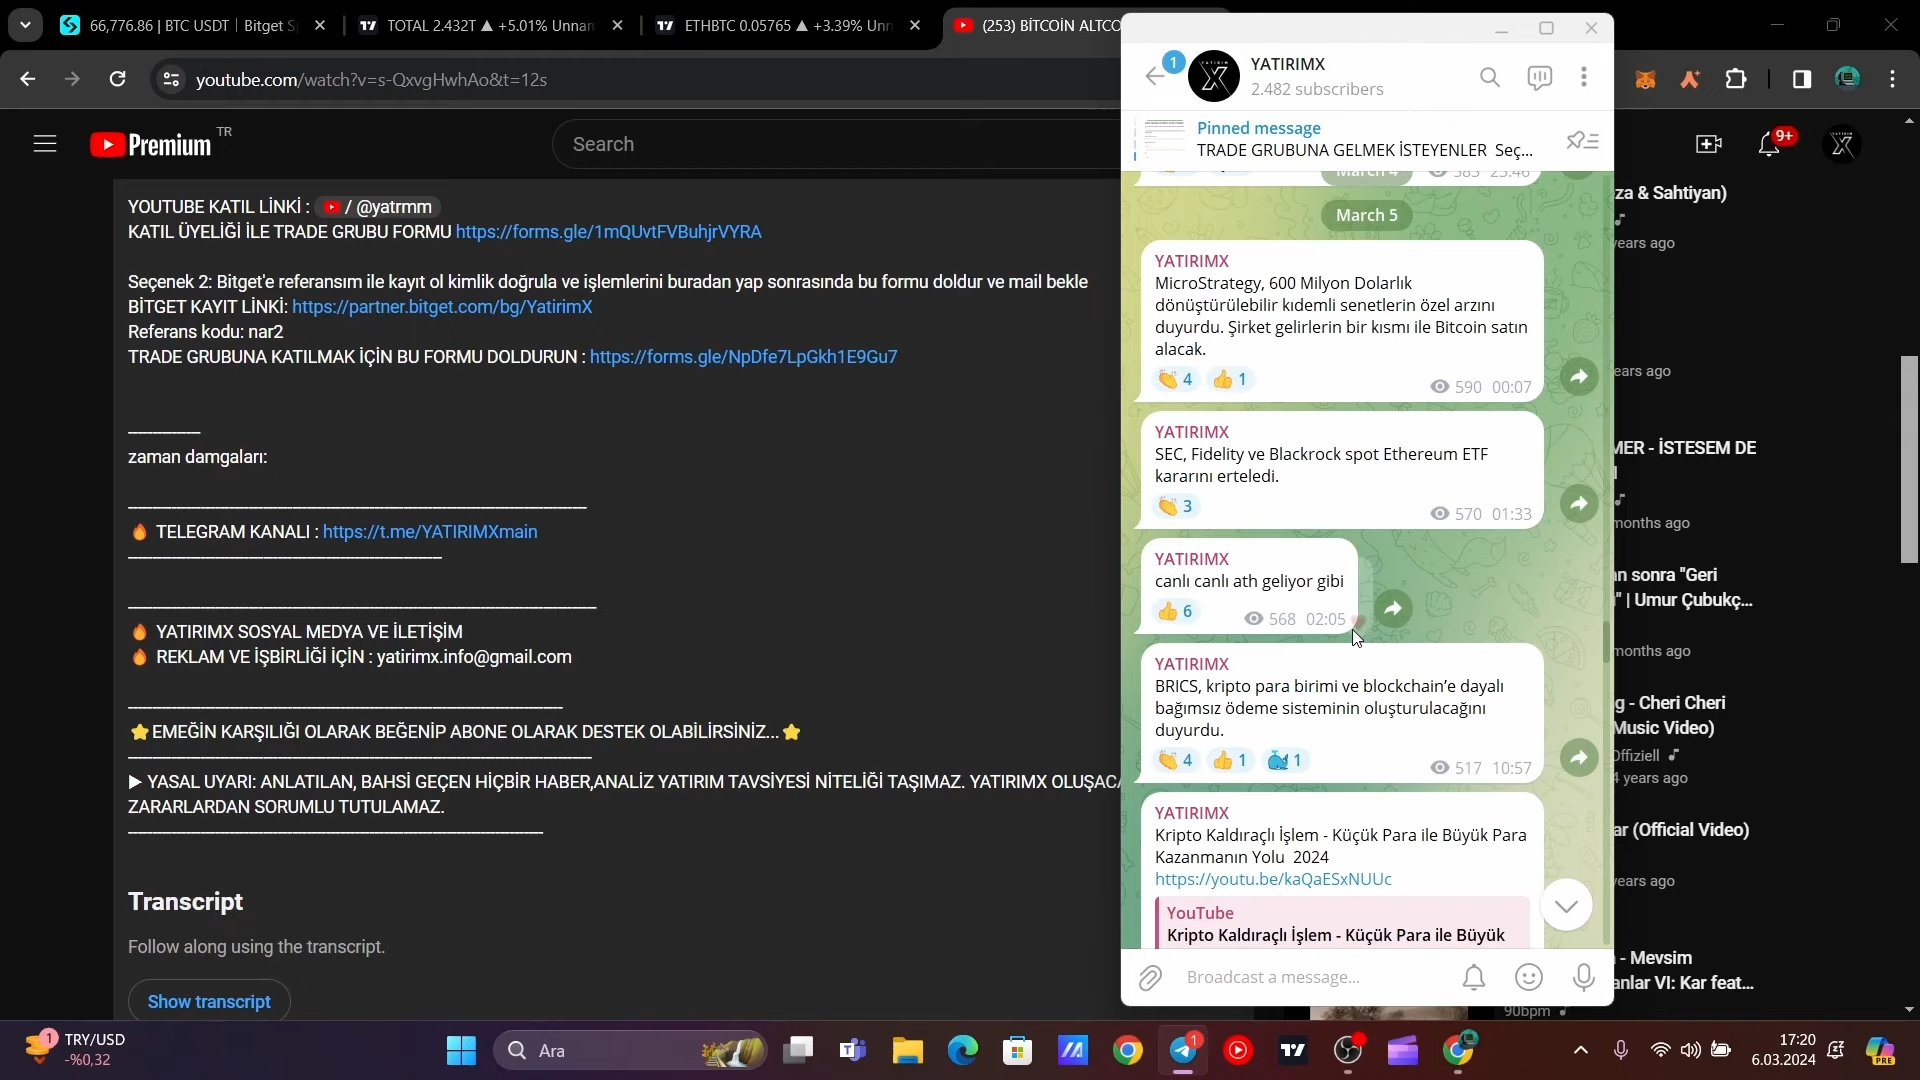 66,776.86 | BTC USDT | Bitget S
TOTAL 2.432T ▲ +5.01% Unnan
ETHBTC 0.05765 ▲ +3.39% Unn
(253) BİTCOİN ALTCO
youtube.com/watch?v=s-QxvgHwhAo&t=12s
Premium TR
Search
9+
YOUTUBE KATIL LİNKİ : / @yatrmm
KATIL ÜYELİĞİ İLE TRADE GRUBU FORMU https://forms.gle/1mQUvtFVBuhjrVYRA
Seçenek 2: Bitget'e referansım ile kayıt ol kimlik doğrula ve işlemlerini buradan yap sonrasında bu formu doldur ve mail bekle
BİTGET KAYIT LİNKİ: https://partner.bitget.com/bg/YatirimX
Referans kodu: nar2
TRADE GRUBUNA KATILMAK İÇİN BU FORMU DOLDURUN : https://forms.gle/NpDfe7LpGkh1E9Gu7
zaman damgaları:
🔥 TELEGRAM KANALI : https://t.me/YATIRIMXmain
🔥 YATIRIMX SOSYAL MEDYA VE İLETİŞİM
🔥 REKLAM VE İŞBİRLİĞİ İÇİN : yatirimx.info@gmail.com
⭐EMEĞİN KARŞILIĞI OLARAK BEĞENİP ABONE OLARAK DESTEK OLABİLİRSİNİZ...⭐
► YASAL UYARI: ANLATILAN, BAHSİ GEÇEN HİÇBİR HABER,ANALİZ YATIRIM TAVSİYESİ NİTELİĞİ TAŞIMAZ. YATIRIMX OLUŞACA
ZARARLARDAN SORUMLU TUTULAMAZ.
Transcript
Follow along using the transcript.
Show transcript
1
YATIRIMX
2.482 subscribers
Pinned message
TRADE GRUBUNA GELMEK İSTEYENLER Seç...
March 4
585 23:46
March 5
YATIRIMX
MicroStrategy, 600 Milyon Dolarlık
dönüştürülebilir kıdemli senetlerin özel arzını
duyurdu. Şirket gelirlerin bir kısmı ile Bitcoin satın
alacak.
👏 4 👍 1
590 00:07
YATIRIMX
SEC, Fidelity ve Blackrock spot Ethereum ETF
kararını erteledi.
👏 3
570 01:33
YATIRIMX
canlı canlı ath geliyor gibi
👍 6
568 02:05
YATIRIMX
BRICS, kripto para birimi ve blockchain'e dayalı
bağımsız ödeme sisteminin oluşturulacağını
duyurdu.
👏 4 👍 1 🐳 1
517 10:57
YATIRIMX
Kripto Kaldıraçlı İşlem - Küçük Para ile Büyük Para
Kazanmanın Yolu 2024
https://youtu.be/kaQaESxNUUc
YouTube
Kripto Kaldıraçlı İşlem - Küçük Para ile Büyük
Broadcast a message...
za & Sahtiyan)
years ago
ears ago
MER - İSTESEM DE
months ago
n sonra "Geri
" | Umur Çubukç...
months ago
g - Cheri Cheri
Music Video)
Offiziell
4 years ago
ar (Official Video)
years ago
- Mevsim
anlar VI: Kar feat...
90bpm
1
TRY/USD
-%0,32
Ara
1
17:20
6.03.2024
PRE